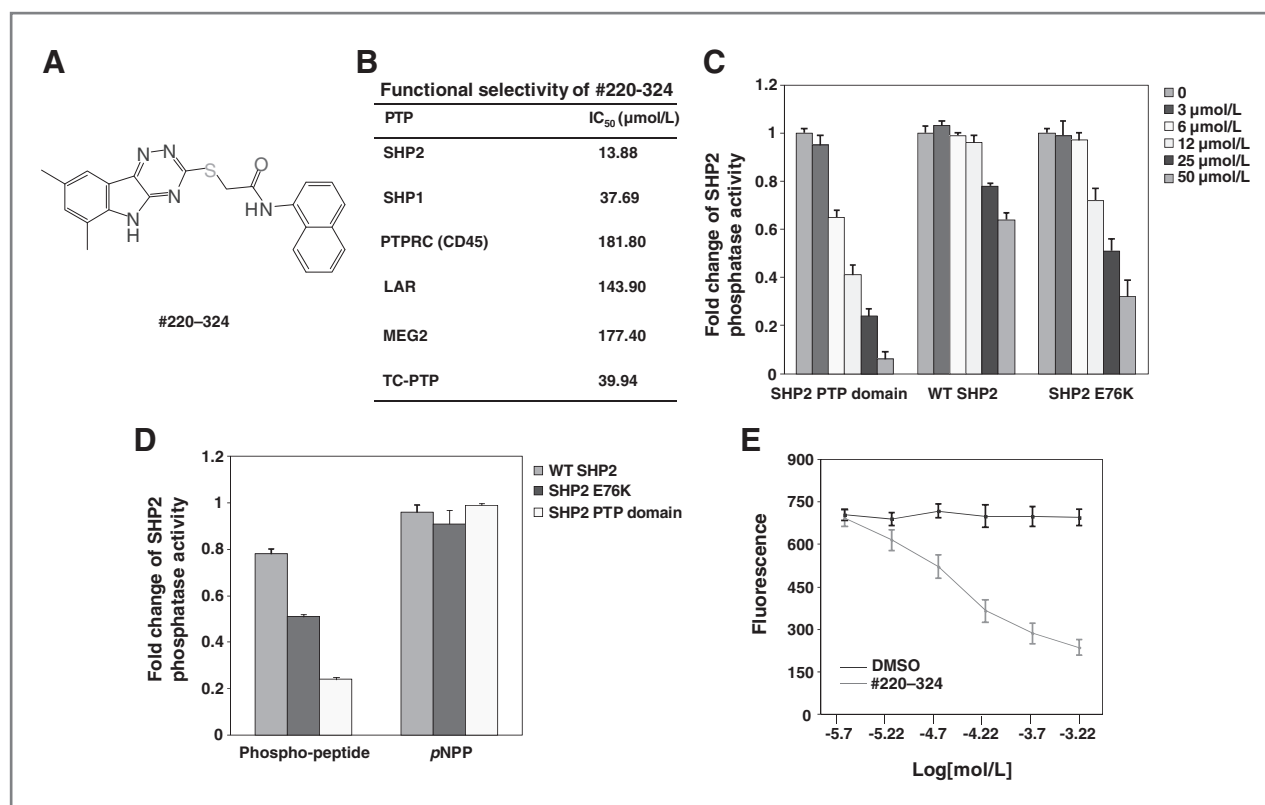 A
N N
N
S
O
N
H
HN
#220–324
B
Functional selectivity of #220-324
PTP IC50 (µmol/L)
SHP2 13.88
SHP1 37.69
PTPRC (CD45) 181.80
LAR 143.90
MEG2 177.40
TC-PTP 39.94
C
Fold change of SHP2
phosphatase activity
1.2
1
0.8
0.6
0.4
0.2
0
SHP2 PTP domain WT SHP2 SHP2 E76K
0
3 µmol/L
6 µmol/L
12 µmol/L
25 µmol/L
50 µmol/L
D
Fold change of SHP2
phosphatase activity
1.2
1
0.8
0.6
0.4
0.2
0
Phospho-peptide pNPP
WT SHP2
SHP2 E76K
SHP2 PTP domain
E
Fluorescence
900
750
600
450
300
150
0
DMSO
#220–324
-5.7 -5.22 -4.7 -4.22 -3.7 -3.22
Log[mol/L]